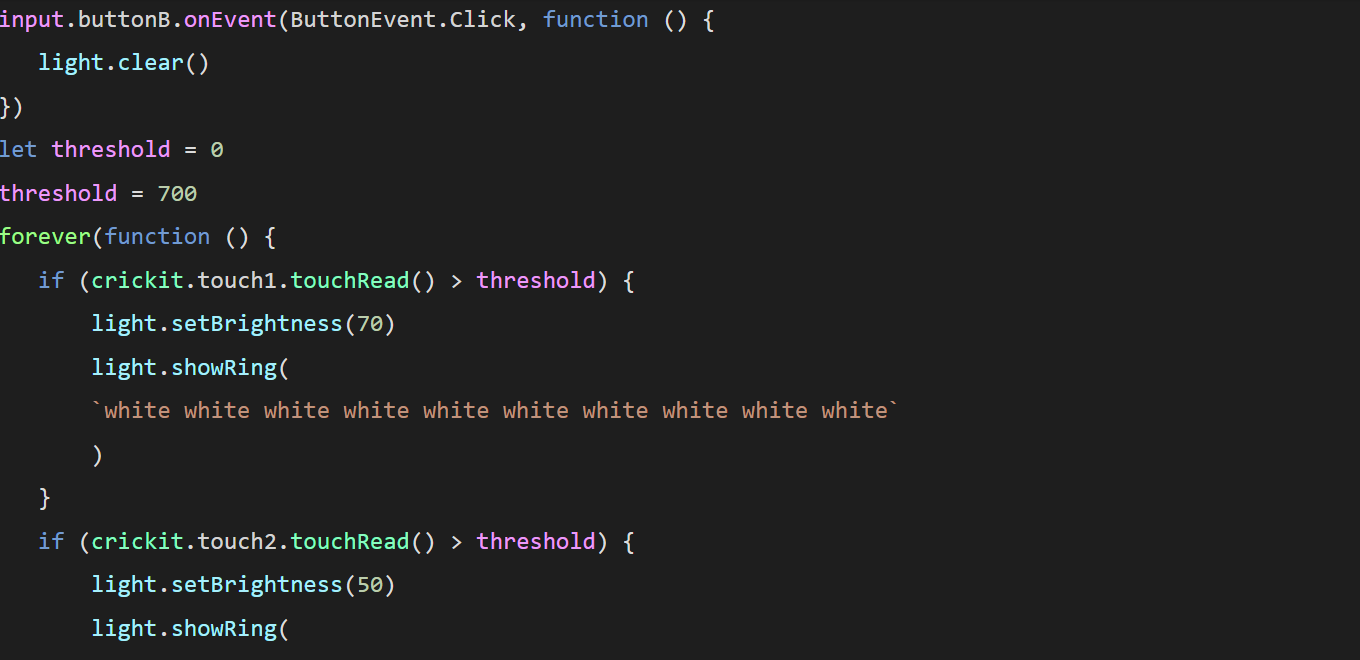 input.buttonB.onEvent(ButtonEvent.Click, function () {
light.clear()
})
let threshold = 0
threshold = 700
forever(function () {
if (crickit.touch1.touchRead() > threshold) {
light.setBrightness(70)
light.showRing(
`white white white white white white white white white white`
)
}
if (crickit.touch2.touchRead() > threshold) {
light.setBrightness(50)
light.showRing(